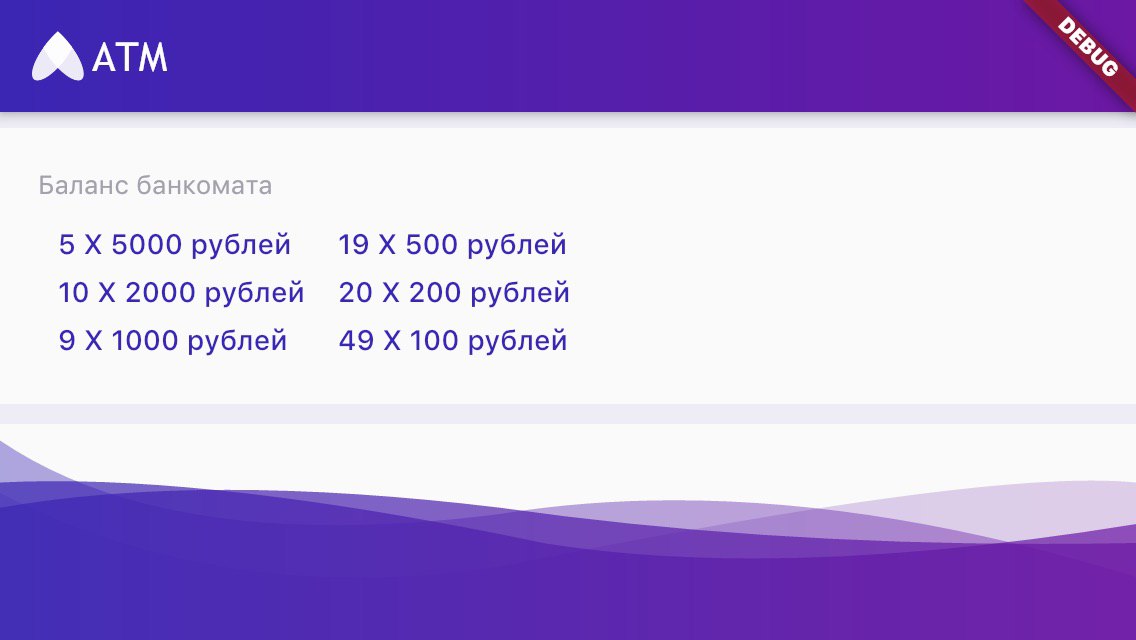 ATM
DEBUG
Баланс банкомата
5 X 5000 рублей
19 X 500 рублей
10 X 2000 рублей
20 X 200 рублей
9 X 1000 рублей
49 X 100 рублей